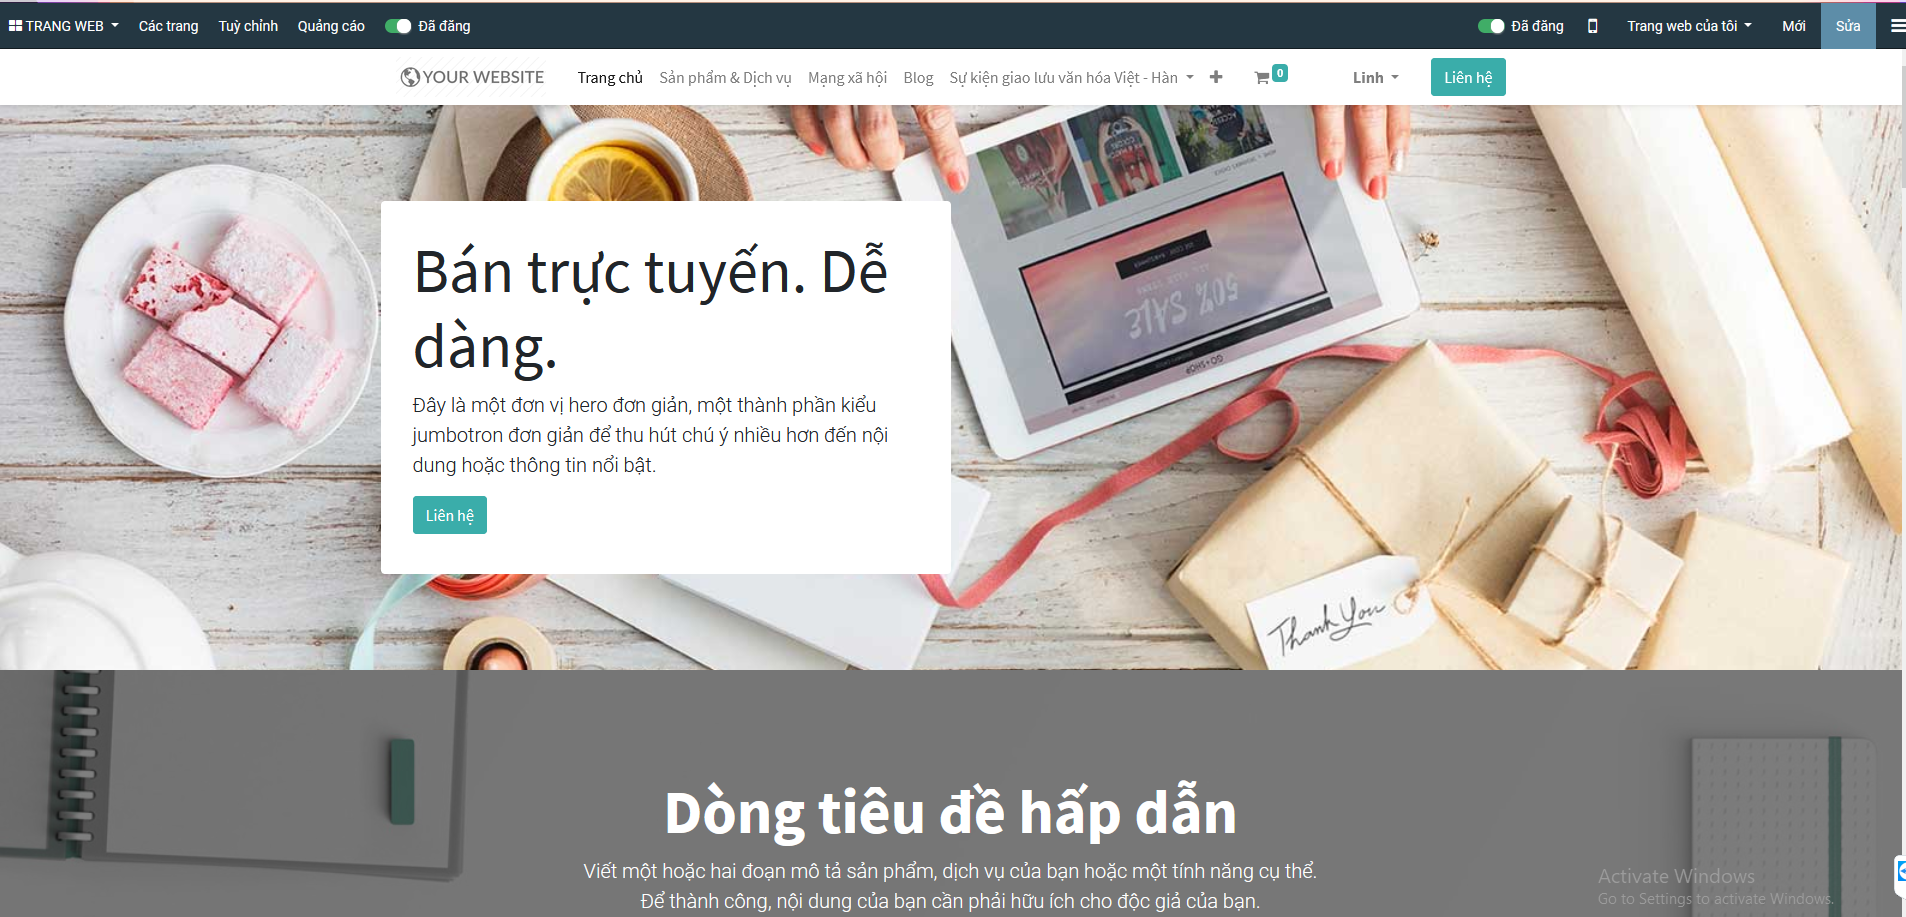 TRANG WEB Các trang Tuỳ chỉnh Quảng cáo Đã đăng Đã đăng Trang web của tôi Mới Sửa
YOUR WEBSITE Trang chủ Sản phẩm & Dịch vụ Mạng xã hội Blog Sự kiện giao lưu văn hóa Việt - Hàn 0 Linh Liên hệ
50% SALE
GO+SHOP
Bán trực tuyến. Dễ
dàng.
Đây là một đơn vị hero đơn giản, một thành phần kiểu
jumbotron đơn giản để thu hút chú ý nhiều hơn đến nội
dung hoặc thông tin nổi bật.
Liên hệ
Thank You
Dòng tiêu đề hấp dẫn
Viết một hoặc hai đoạn mô tả sản phẩm, dịch vụ của bạn hoặc một tính năng cụ thể.
Để thành công, nội dung của bạn cần phải hữu ích cho độc giả của bạn.
Activate Windows
Go to Settings to activate Windows.